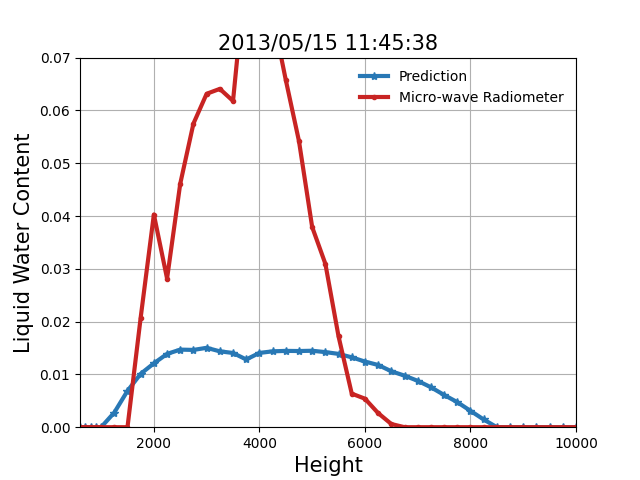 2013/05/15 11:45:38
Prediction
Micro-wave Radiometer
Liquid Water Content
0.07
0.06
0.05
0.04
0.03
0.02
0.01
0.00
2000 4000 6000 8000 10000
Height